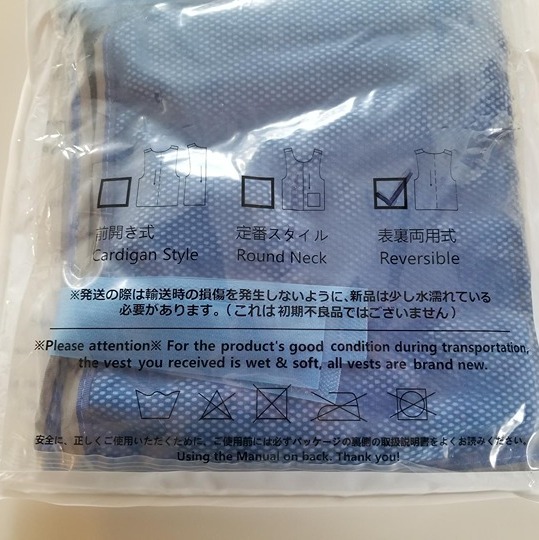 前開き式 定番スタイル 表裏両用式
Cardigan Style Round Neck Reversible
※発送の際は輸送時の損傷を発生しないように、新品は少し水濡れている
必要があります。（これは初期不良品ではございません）
※Please attention※ For the product's good condition during transportation,
the vest you received is wet & soft, all vests are brand new.
安全に、正しくご使用いただくために、ご使用前には必ずパッケージの裏側の取扱説明書をよくお読みください。
Using the Manual on back. Thank you!